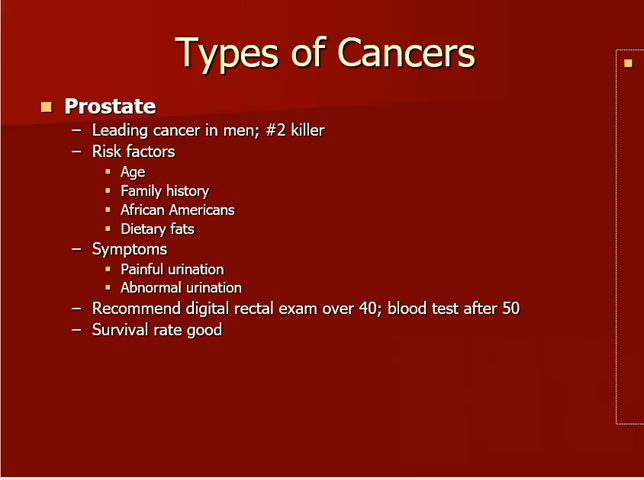 Types of Cancers
Prostate
– Leading cancer in men; #2 killer
– Risk factors
Age
Family history
African Americans
Dietary fats
– Symptoms
Painful urination
Abnormal urination
– Recommend digital rectal exam over 40; blood test after 50
– Survival rate good